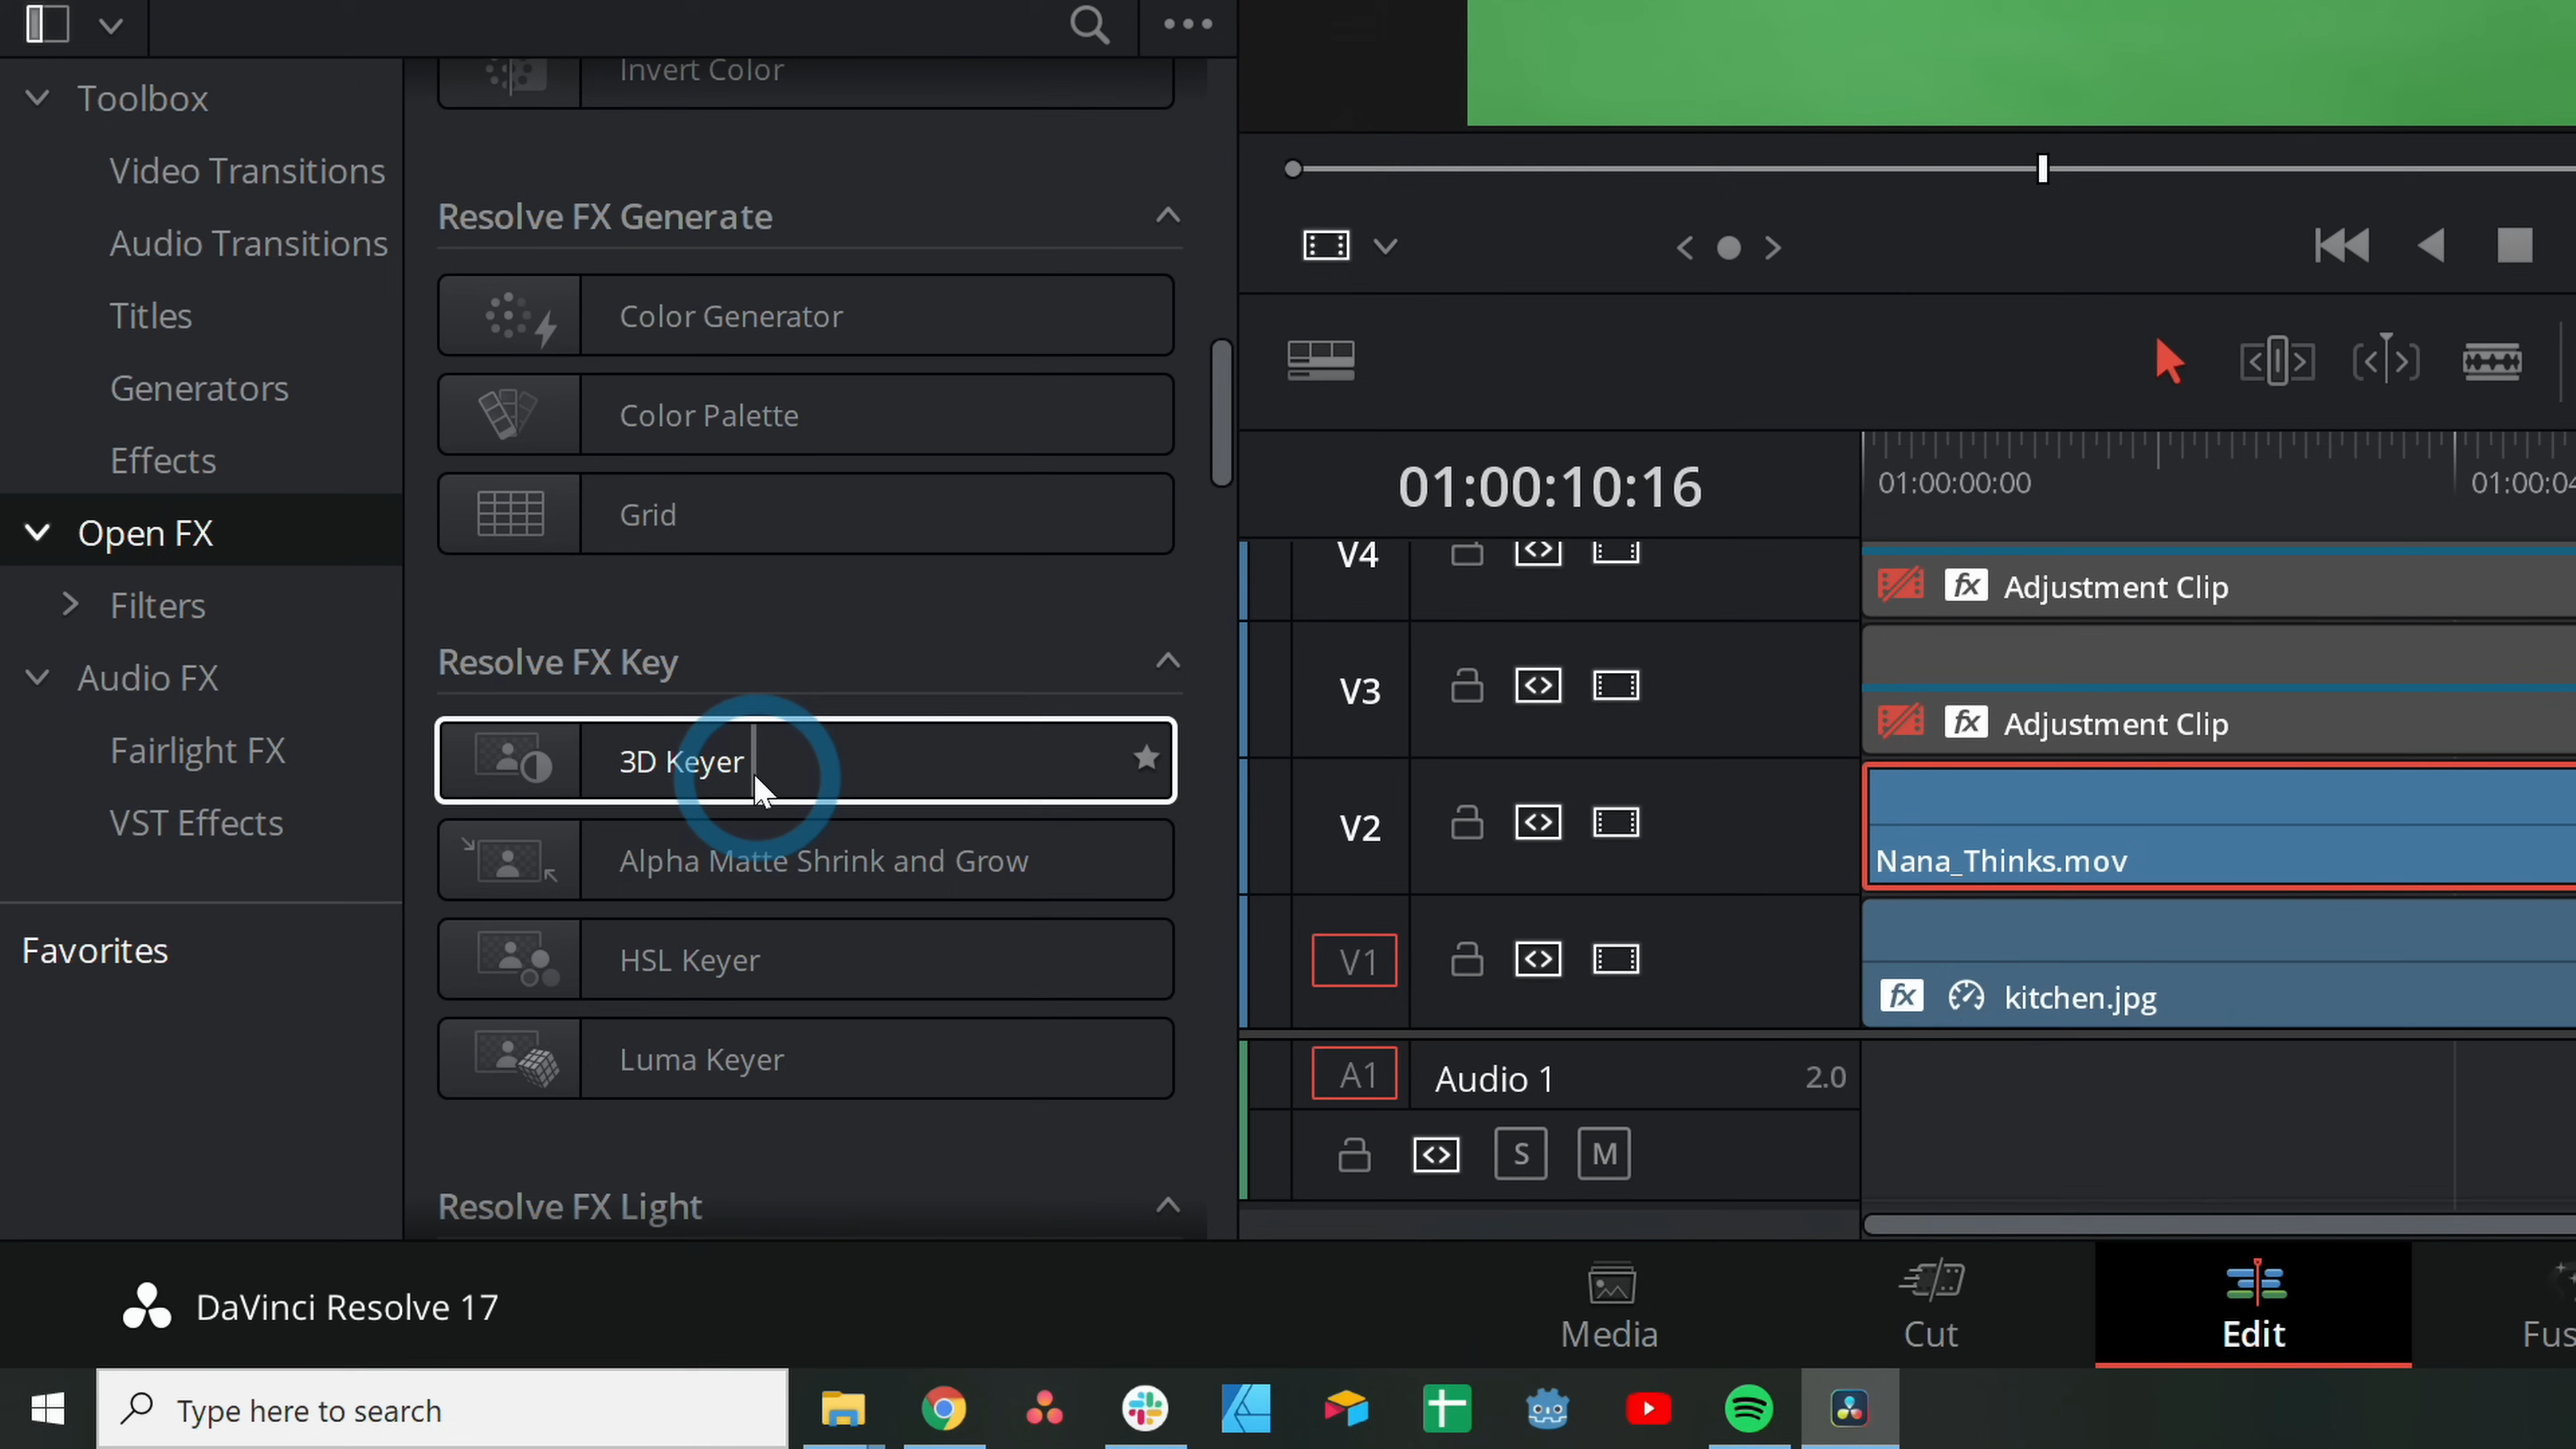 Toolbox
Video Transitions
Audio Transitions
Titles
Generators
Effects
Open FX
Filters
Audio FX
Fairlight FX
VST Effects
Favorites
Invert Color
Resolve FX Generate
Color Generator
Color Palette
Grid
Resolve FX Key
3D Keyer
Alpha Matte Shrink and Grow
HSL Keyer
Luma Keyer
Resolve FX Light
01:00:10:16
01:00:00:00
01:00:04
V4
fx Adjustment Clip
V3
fx Adjustment Clip
V2
Nana_Thinks.mov
V1
fx kitchen.jpg
A1 Audio 1 2.0
S M
DaVinci Resolve 17
Media
Cut
Edit
Fus
Type here to search